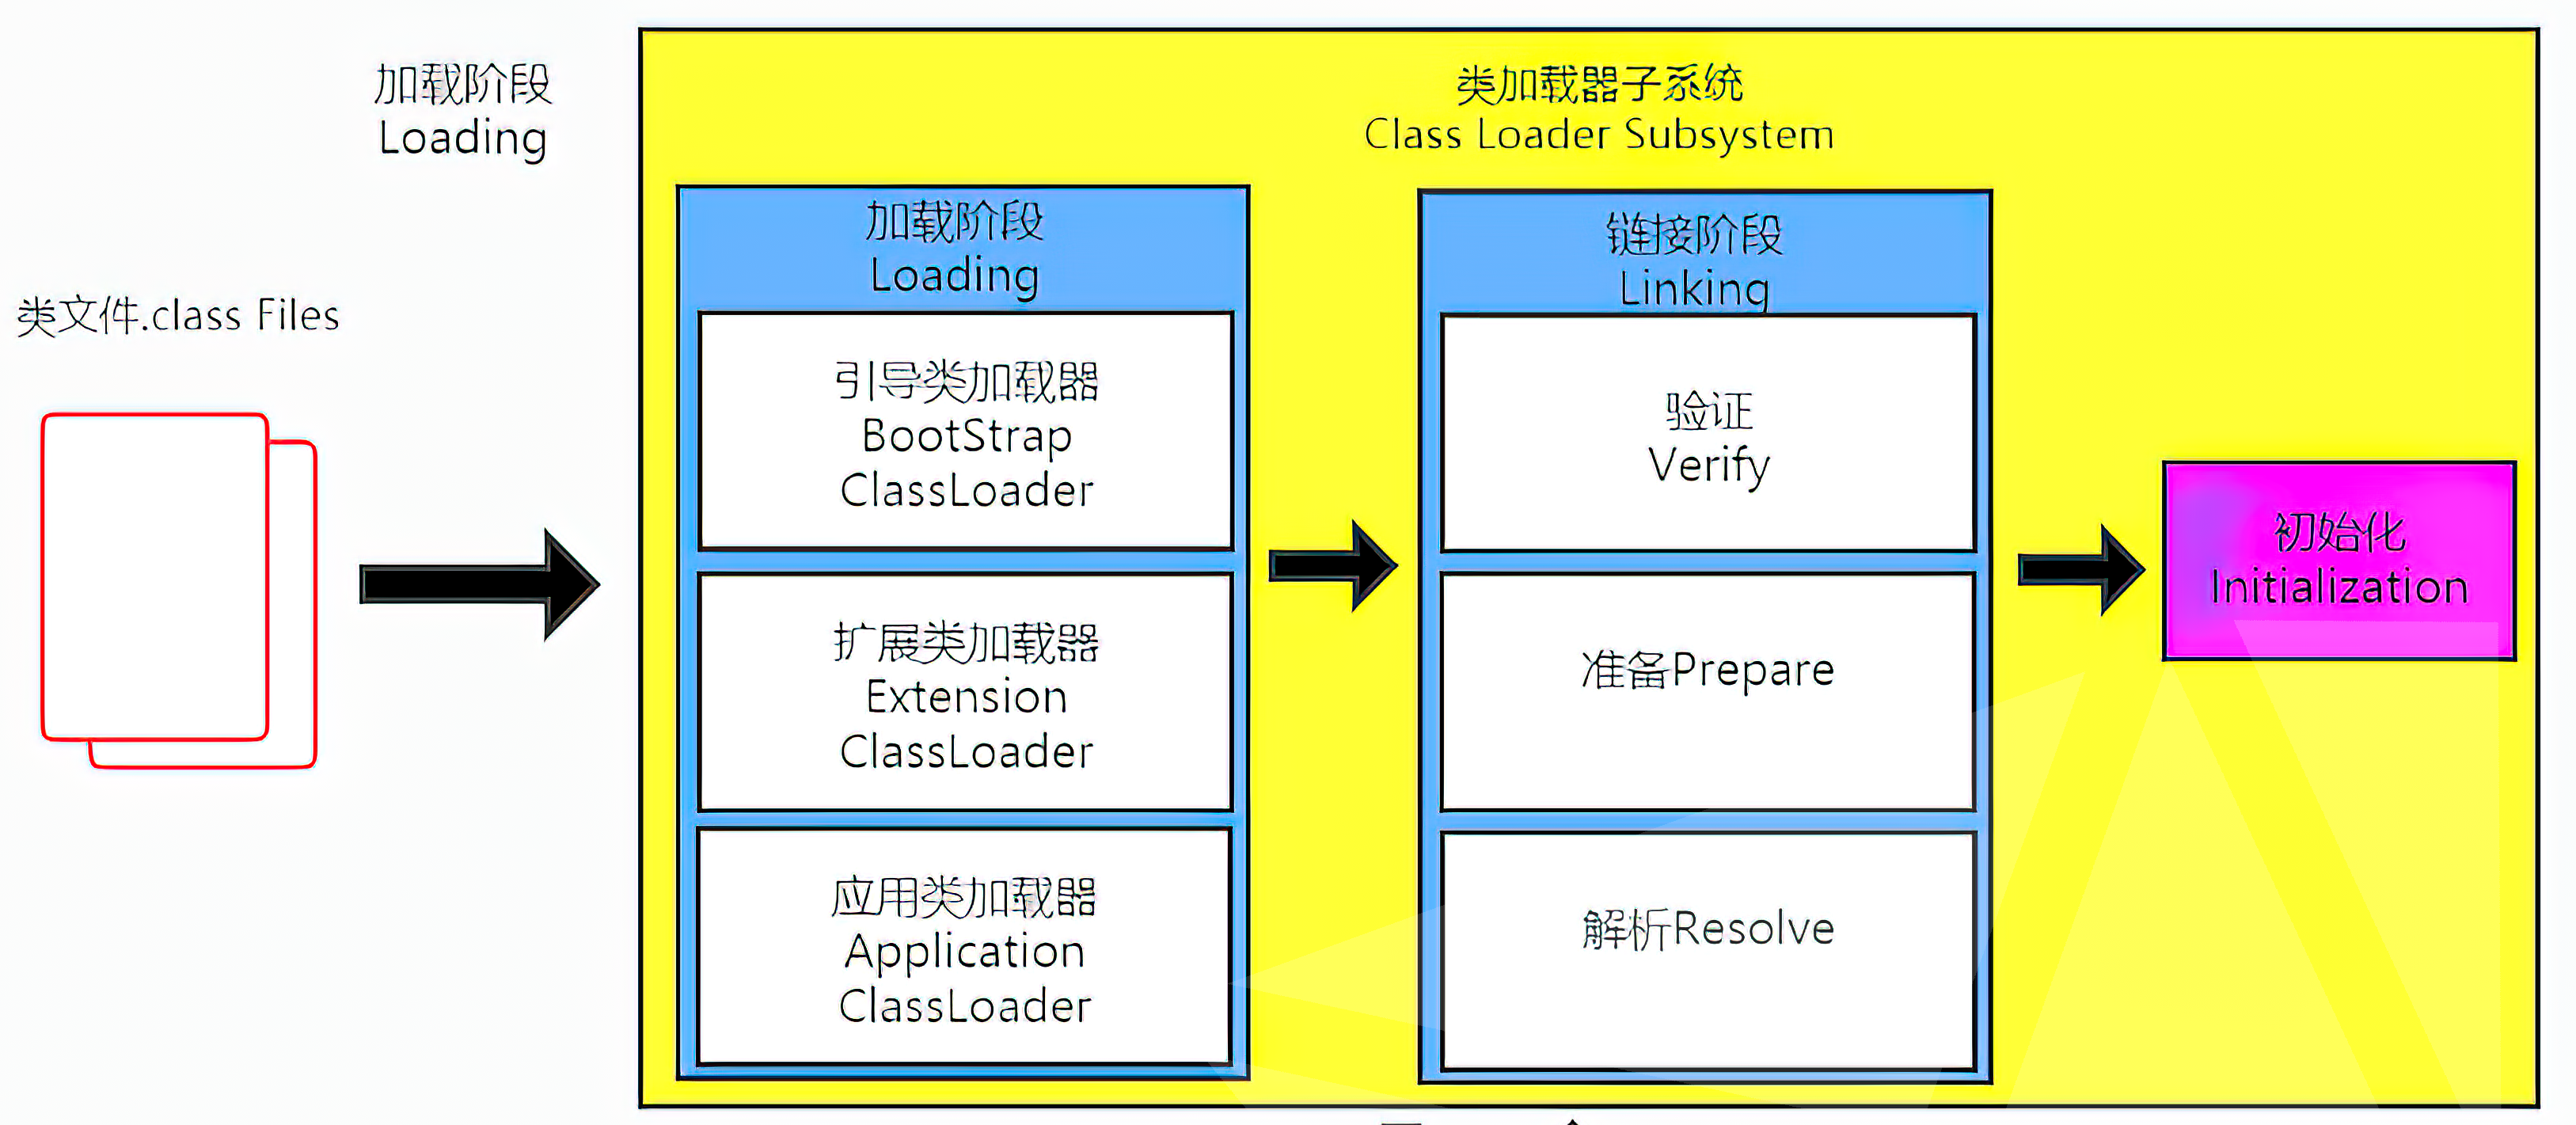 加载阶段
Loading
类文件.class Files
类加载器子系统
Class Loader Subsystem
加载阶段
Loading
引导类加载器
BootStrap
ClassLoader
扩展类加载器
Extension
ClassLoader
应用类加载器
Application
ClassLoader
链接阶段
Linking
验证
Verify
准备Prepare
解析Resolve
初始化
Initialization